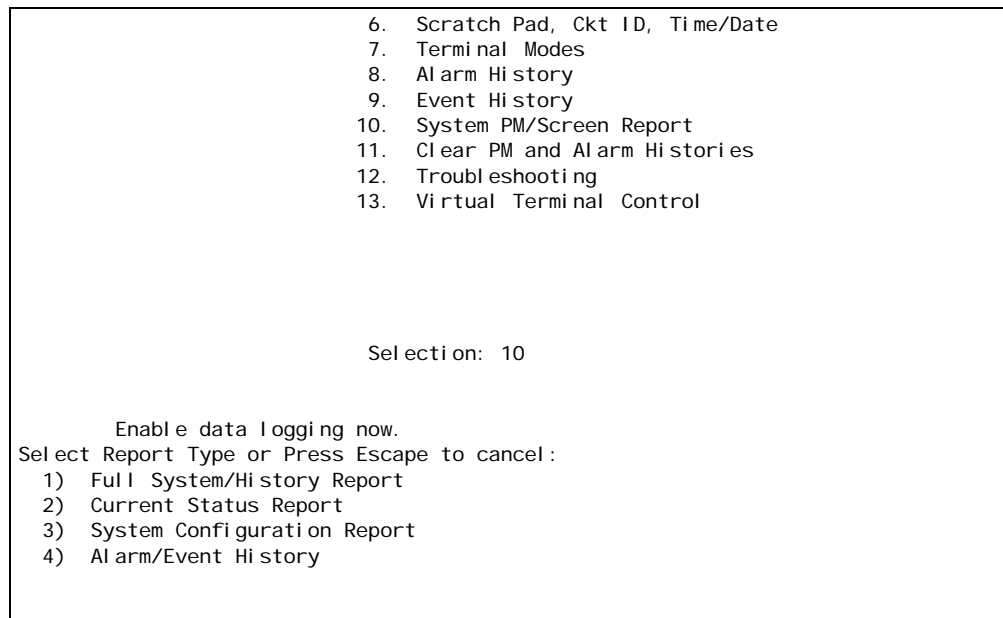 6. Scratch Pad, Ckt ID, Time/Date
7. Terminal Modes
8. Alarm History
9. Event History
10. System PM/Screen Report
11. Clear PM and Alarm Histories
12. Troubleshooting
13. Virtual Terminal Control
Selection: 10
Enable data logging now.
Select Report Type or Press Escape to cancel:
1) Full System/History Report
2) Current Status Report
3) System Configuration Report
4) Alarm/Event History